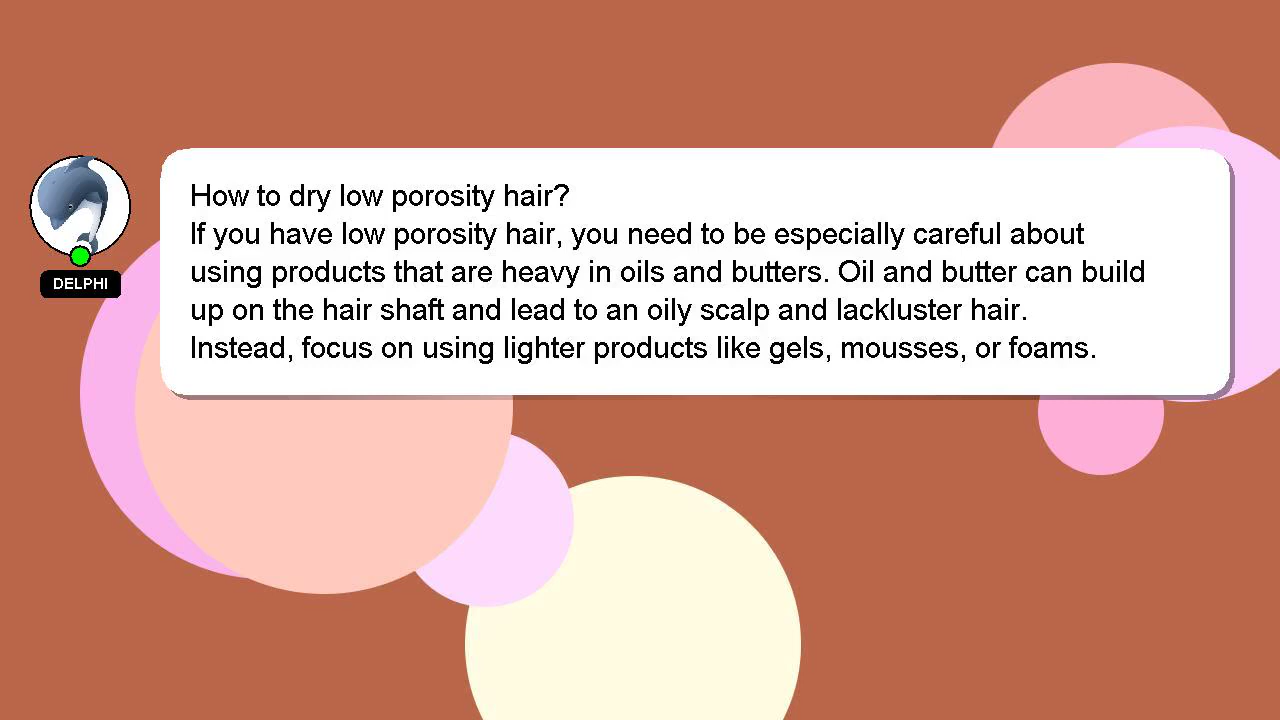 DELPHI
How to dry low porosity hair?
If you have low porosity hair, you need to be especially careful about
using products that are heavy in oils and butters. Oil and butter can build
up on the hair shaft and lead to an oily scalp and lackluster hair.
Instead, focus on using lighter products like gels, mousses, or foams.